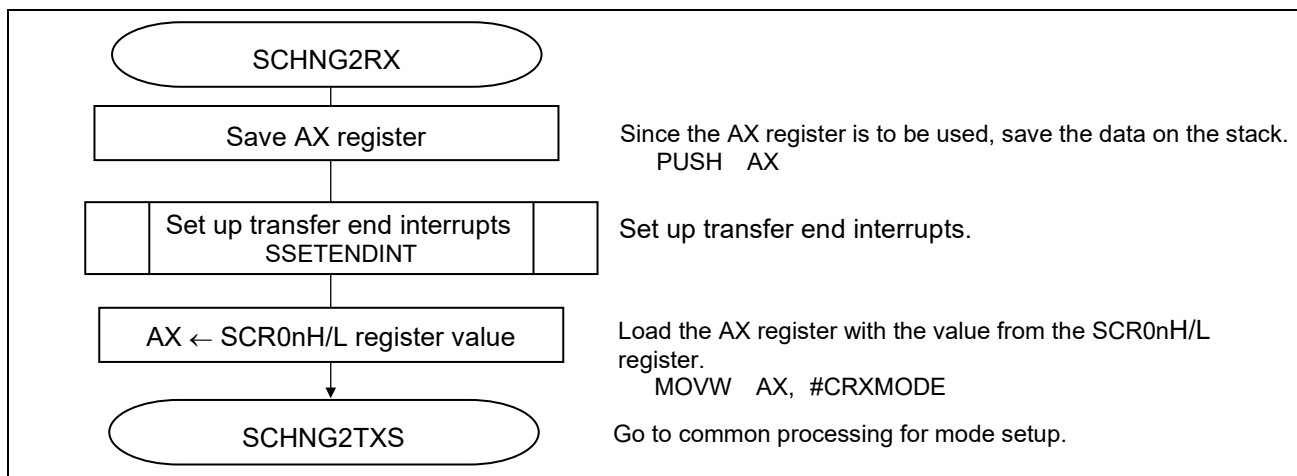 SCHNG2RX
Save AX register
Since the AX register is to be used, save the data on the stack.
PUSH AX
Set up transfer end interrupts
SSETENDINT
Set up transfer end interrupts.
AX ← SCR0nH/L register value
Load the AX register with the value from the SCR0nH/L
register.
MOVW AX, #CRXMODE
SCHNG2TXS
Go to common processing for mode setup.